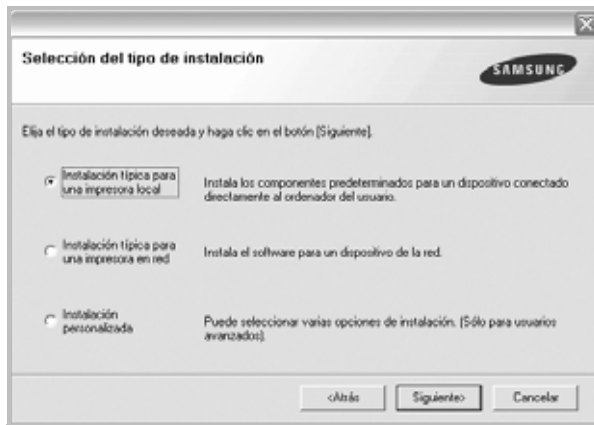 Selección del tipo de instalación
SAMSUNG
Elija el tipo de instalación deseada y haga clic en el botón [Siguiente].
Instalación típica para
una impresora local
Instala los componentes predeterminados para un dispositivo conectado
directamente al ordenador del usuario.
Instalación típica para
una impresora en red
Instala el software para un dispositivo de la red.
Instalación
personalizada
Puede seleccionar varias opciones de instalación. (Sólo para usuarios
avanzados).
<Atrás
Siguiente>
Cancelar